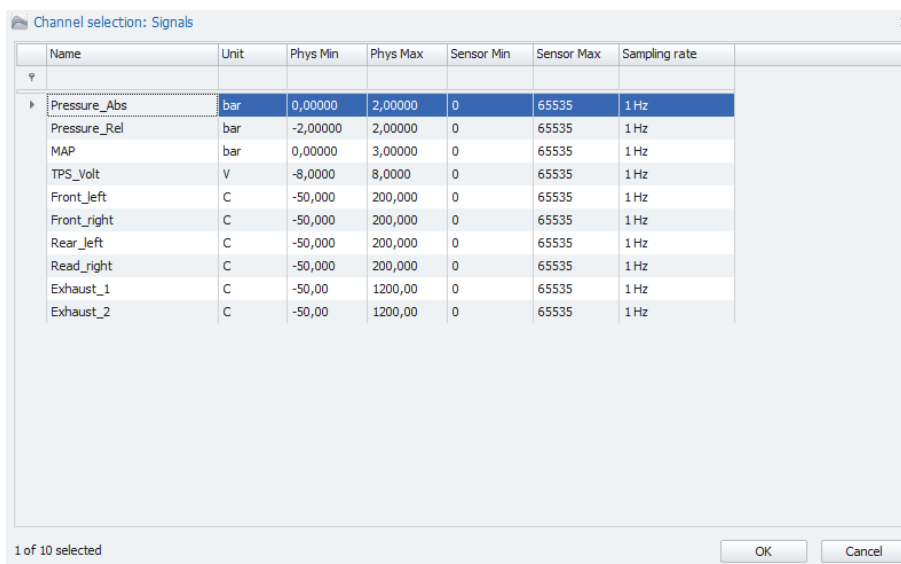 Channel selection: Signals
Name Unit Phys Min Phys Max Sensor Min Sensor Max Sampling rate
Pressure_Abs bar 0,00000 2,00000 0 65535 1 Hz
Pressure_Rel bar -2,00000 2,00000 0 65535 1 Hz
MAP bar 0,00000 3,00000 0 65535 1 Hz
TPS_Volt V -8,0000 8,0000 0 65535 1 Hz
Front_left C -50,000 200,000 0 65535 1 Hz
Front_right C -50,000 200,000 0 65535 1 Hz
Rear_left C -50,000 200,000 0 65535 1 Hz
Read_right C -50,000 200,000 0 65535 1 Hz
Exhaust_1 C -50,00 1200,00 0 65535 1 Hz
Exhaust_2 C -50,00 1200,00 0 65535 1 Hz
1 of 10 selected OK Cancel